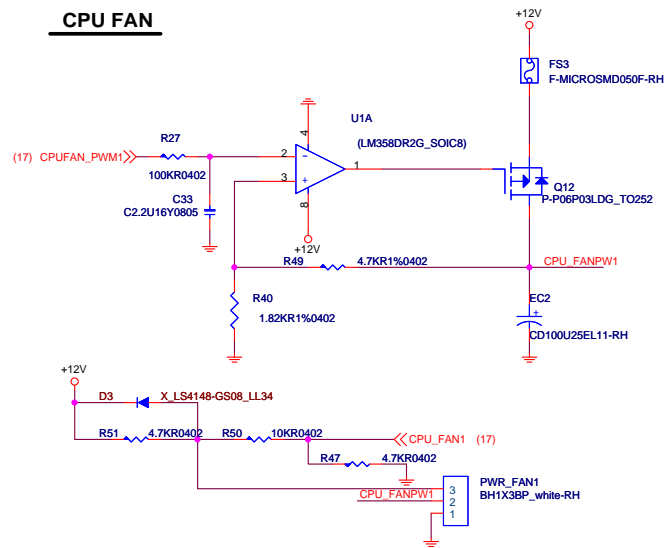 CPU FAN
+12V
FS3
F-MICROSMD050F-RH
U1A
(LM358DR2G_SOIC8)
R27
(17) CPUFAN_PWM1
100KR0402
4
2
-
3
+
1
8
+12V
C33
C2.2U16Y0805
Q12
P-P06P03LDG_TO252
R49 4.7KR1%0402
CPU_FANPW1
R40
1.82KR1%0402
EC2
+
CD100U25EL11-RH
+12V
D3 X_LS4148-GS08_LL34
R51 4.7KR0402 R50 10KR0402
CPU_FAN1 (17)
R47 4.7KR0402
PWR_FAN1
BH1X3BP_white-RH
CPU_FANPW1
3
2
1